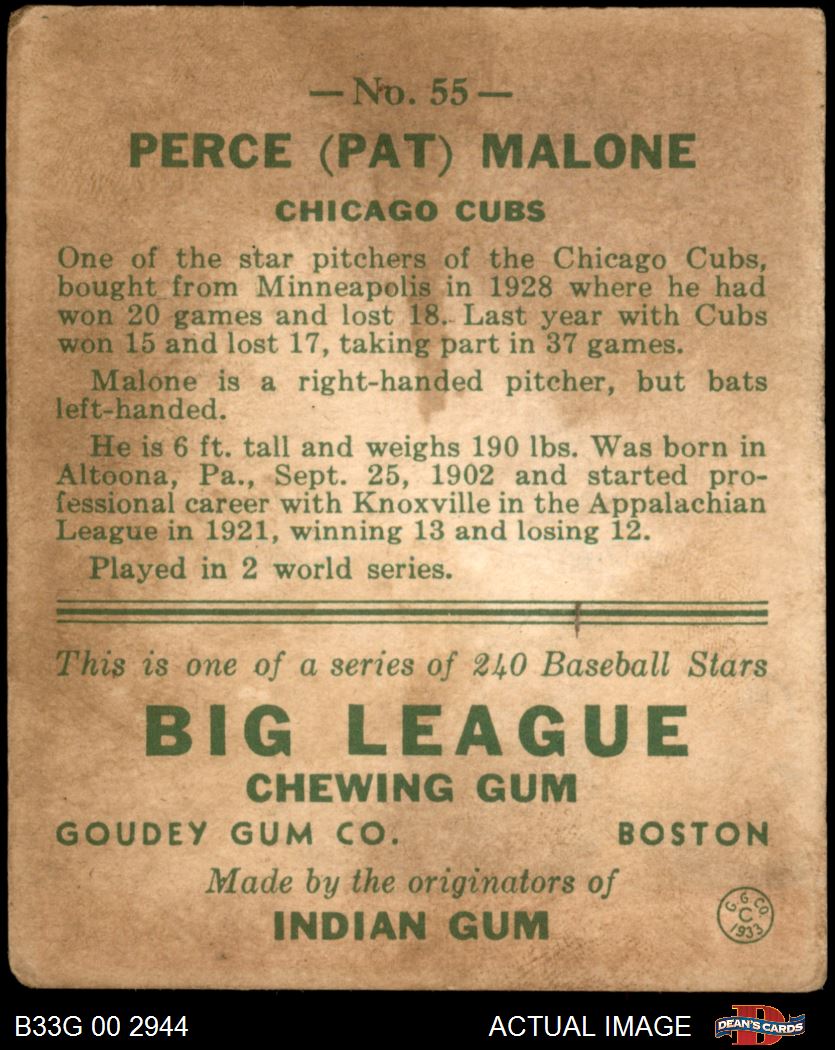 — No. 55 —
PERCE (PAT) MALONE
CHICAGO CUBS
One of the star pitchers of the Chicago Cubs,
bought from Minneapolis in 1928 where he had
won 20 games and lost 18. Last year with Cubs
won 15 and lost 17, taking part in 37 games.
Malone is a right-handed pitcher, but bats
left-handed.
He is 6 ft. tall and weighs 190 lbs. Was born in
Altoona, Pa., Sept. 25, 1902 and started pro-
fessional career with Knoxville in the Appalachian
League in 1921, winning 13 and losing 12.
Played in 2 world series.
This is one of a series of 240 Baseball Stars
BIG LEAGUE
CHEWING GUM
GOUDEY GUM CO. BOSTON
Made by the originators of
INDIAN GUM
G. G. CO.
C
1933
B33G 00 2944 ACTUAL IMAGE
D
DEAN'S CARDS